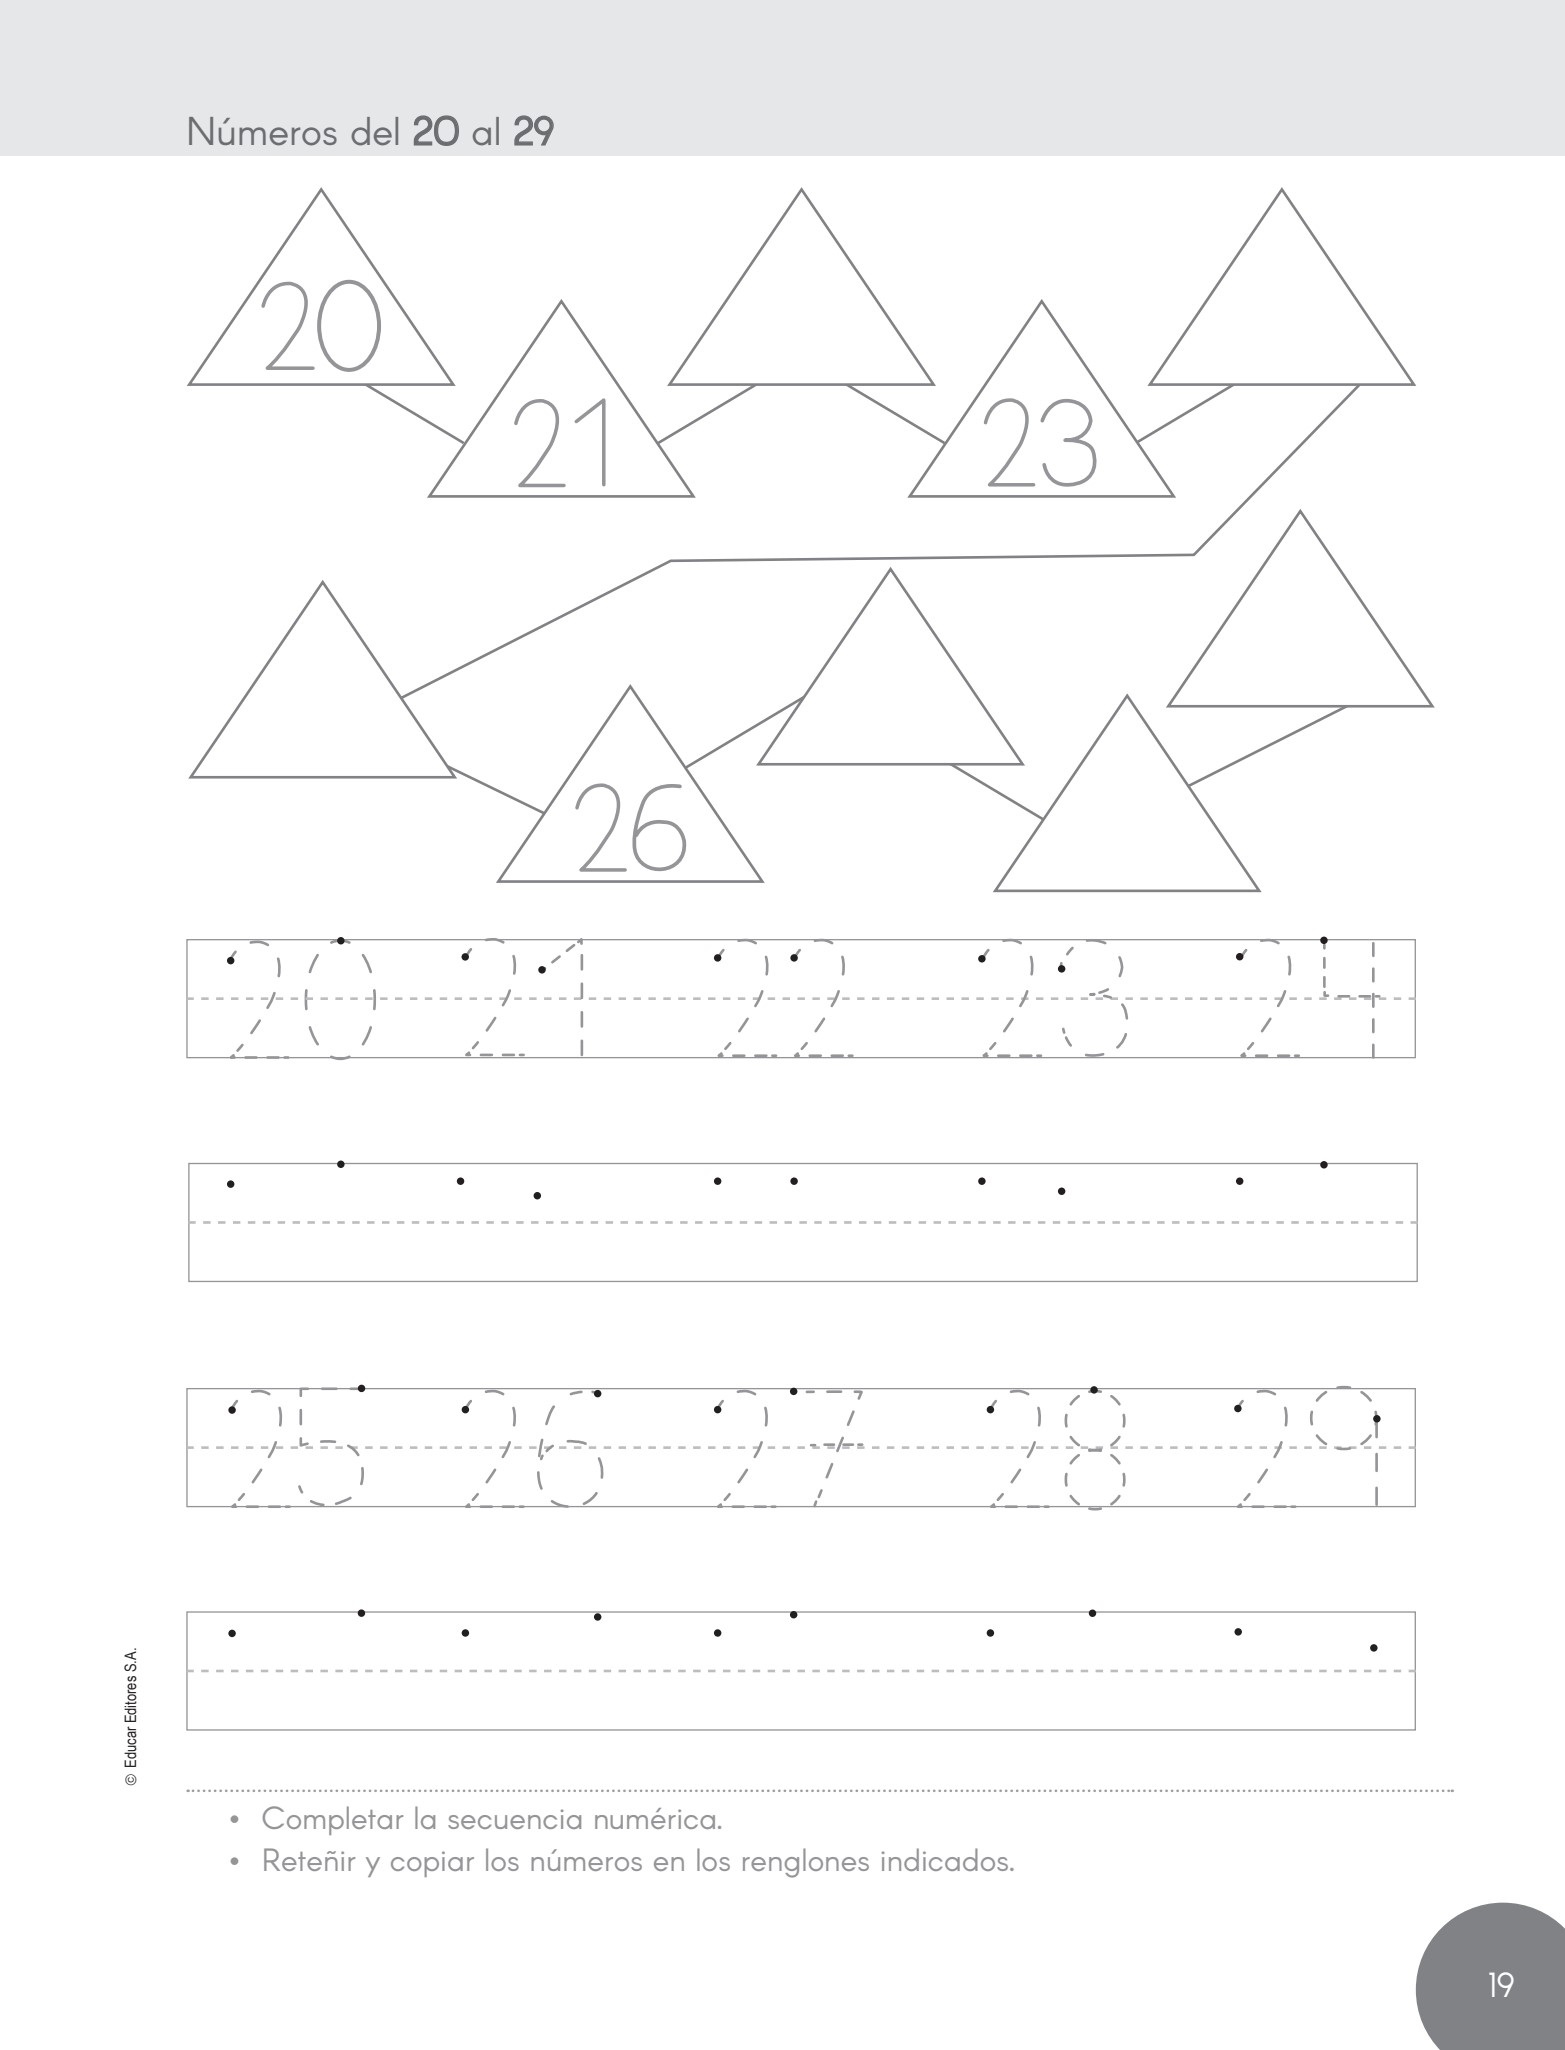 Números del 20 al 29
20
21
23
26
20 21 22 23 24
25 26 27 28 29
© Educar Editores S.A.
• Completar la secuencia numérica.
• Reteñir y copiar los números en los renglones indicados.
19